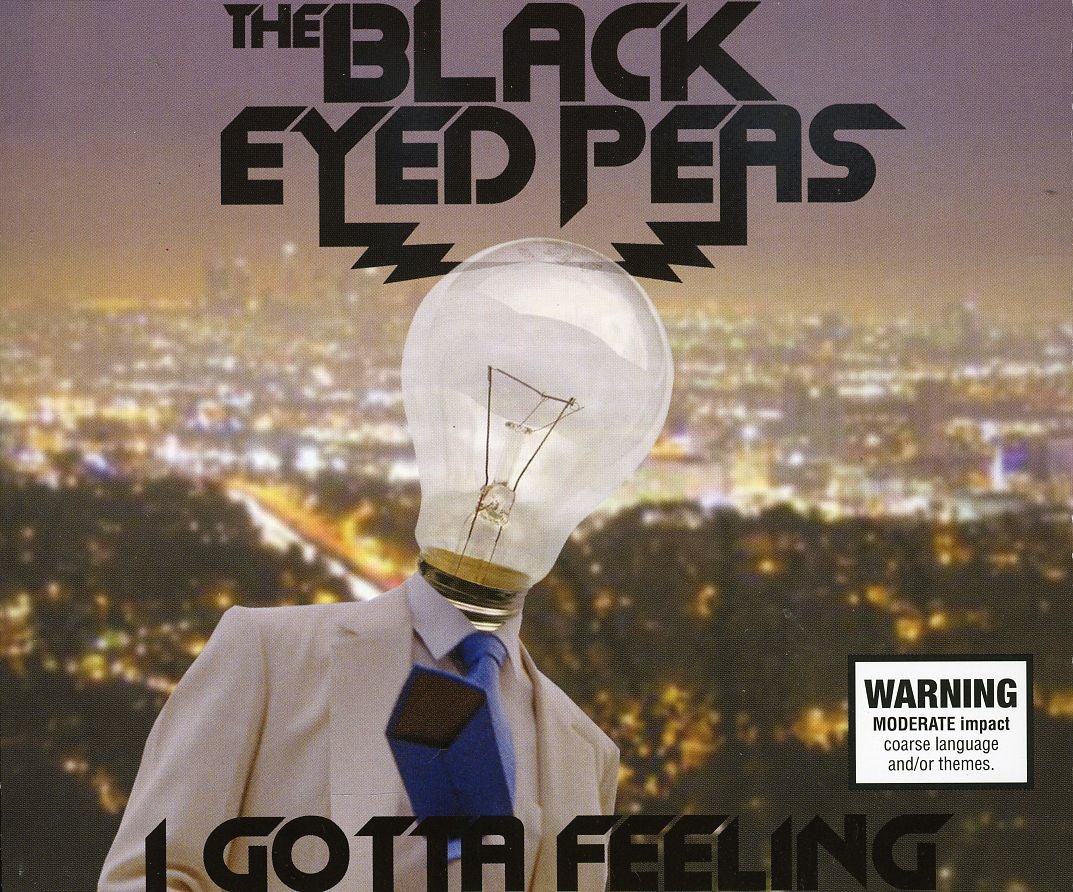 THE BLACK
EYED PEAS
WARNING
MODERATE impact
coarse language
and/or themes.
I GOTTA FEELING